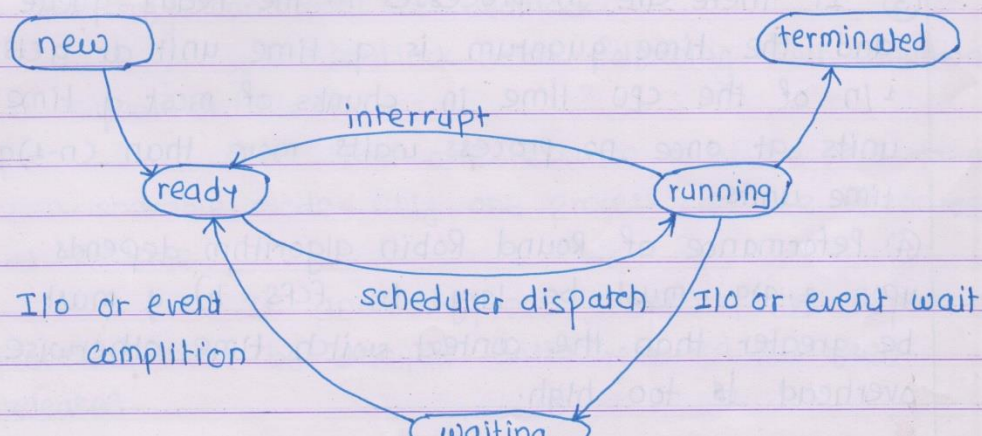 new
terminated
interrupt
ready
running
I/O or event
complition
scheduler dispatch
I/O or event wait
waiting